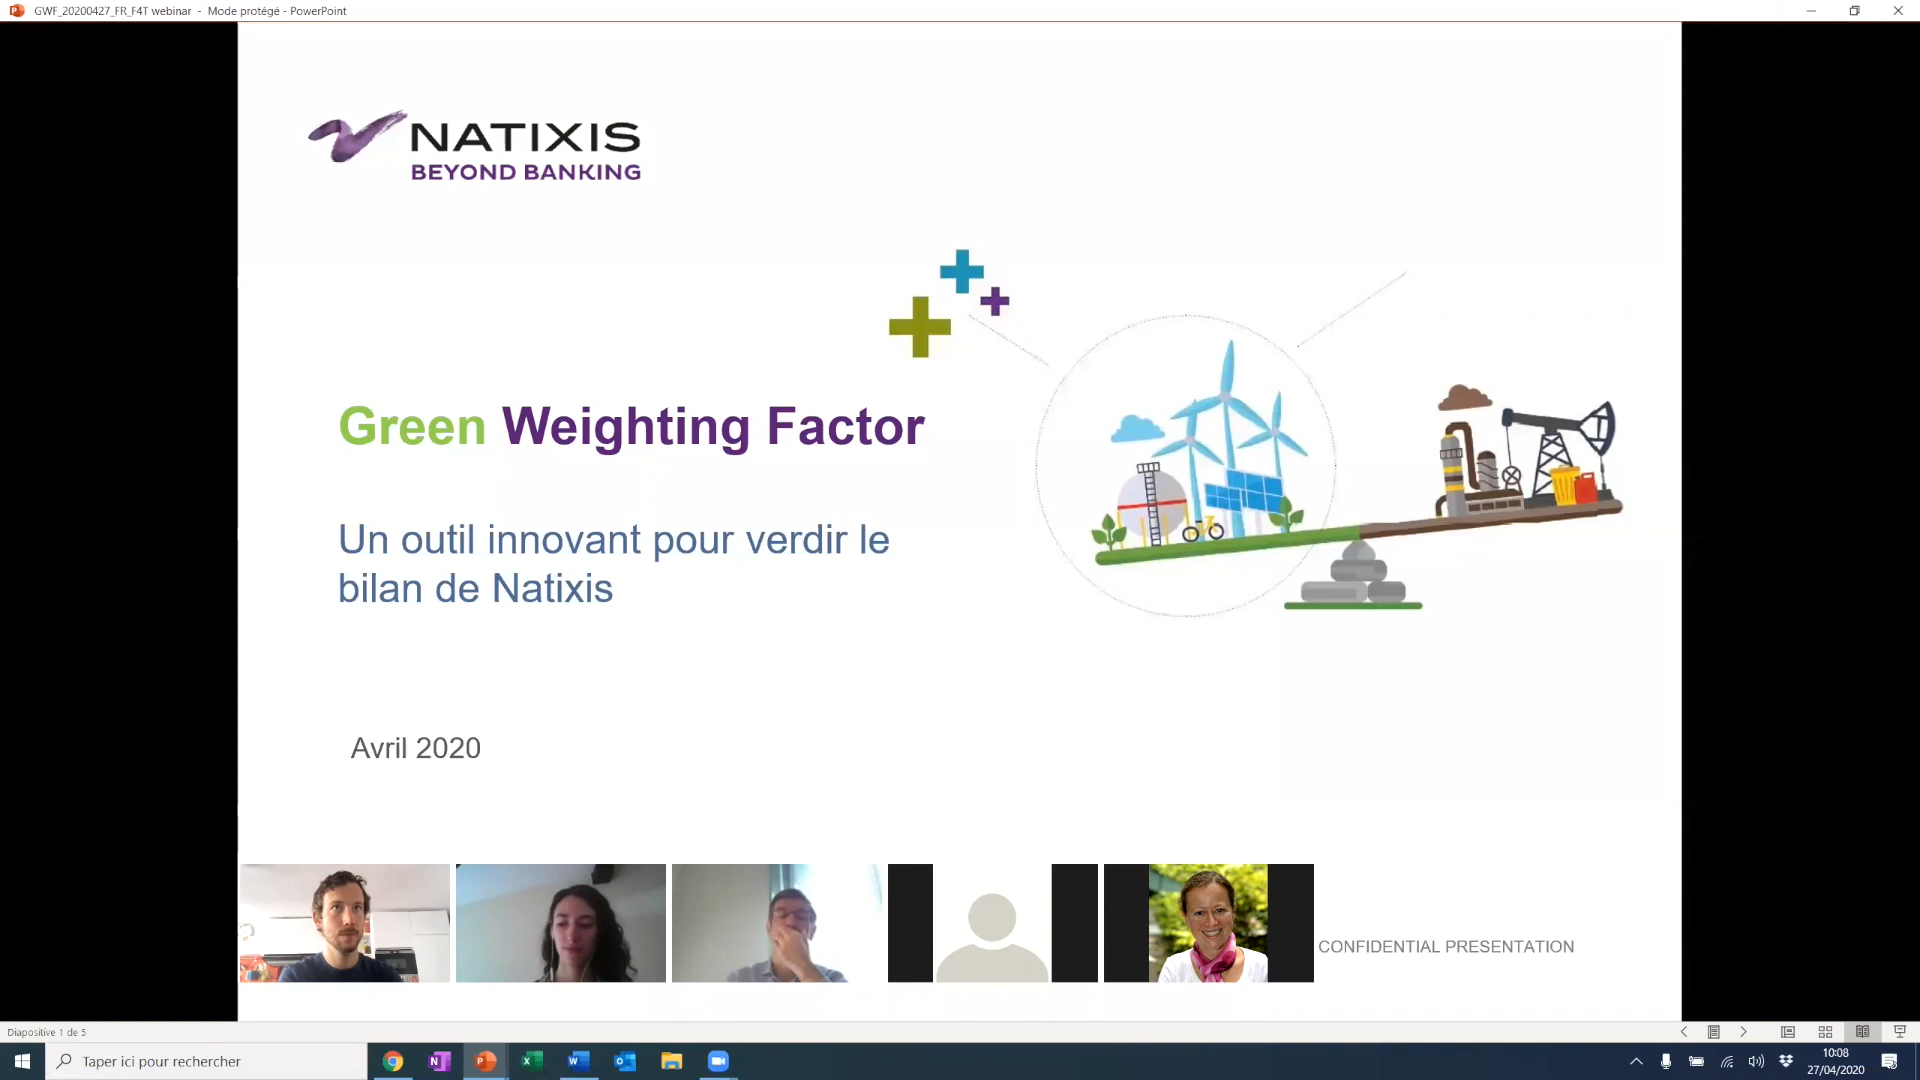 GWF_20200427_FR_F4T webinar - Mode protégé - PowerPoint
NATIXIS
BEYOND BANKING
Green Weighting Factor
Un outil innovant pour verdir le
bilan de Natixis
Avril 2020
CONFIDENTIAL PRESENTATION
Diapositive 1 de 5
Taper ici pour rechercher
10:08
27/04/2020